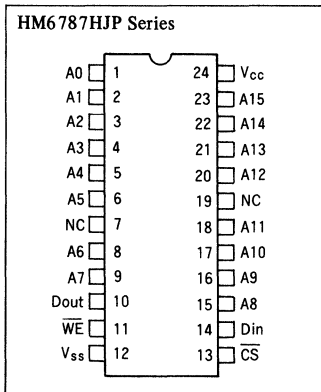 HM6787HJP Series
A0 1 24 Vcc
A1 2 23 A15
A2 3 22 A14
A3 4 21 A13
A4 5 20 A12
A5 6 19 NC
NC 7 18 A11
A6 8 17 A10
A7 9 16 A9
Dout 10 15 A8
W̅E̅ 11 14 Din
Vss 12 13 C̅S̅